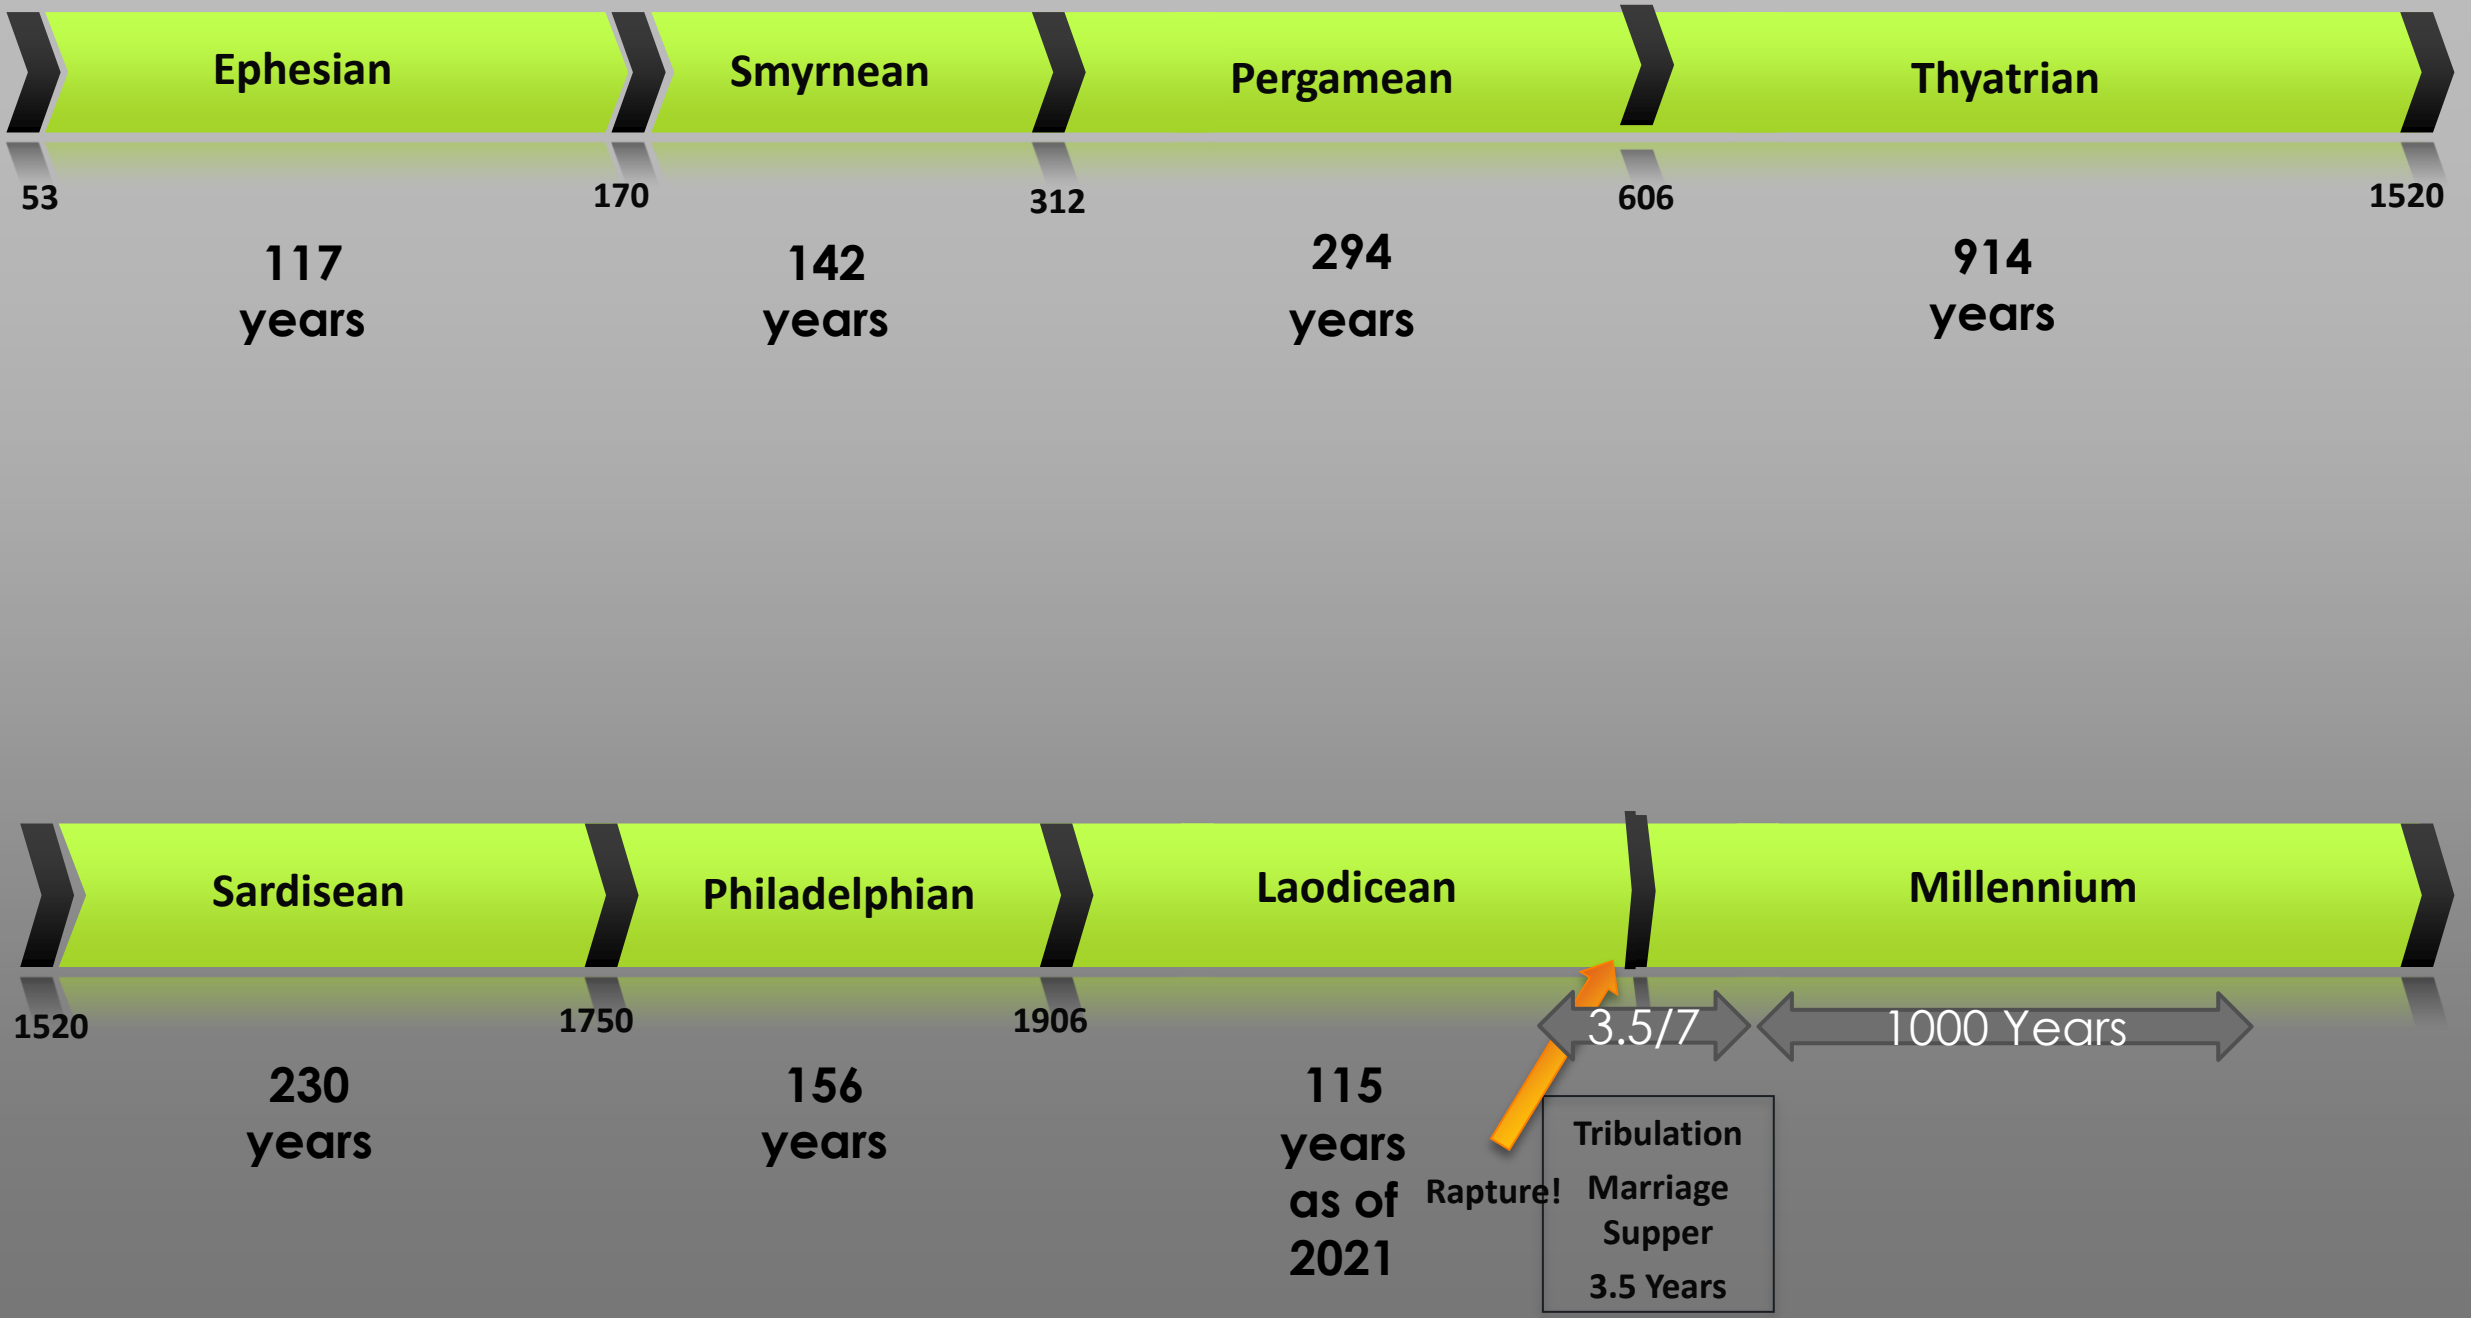 Ephesian
Smyrnean
Pergamean
Thyatrian
53
170
312
606
1520
117
years
142
years
294
years
914
years
Sardisean
Philadelphian
Laodicean
Millennium
1520
1750
1906
3.5/7
1000 Years
230
years
156
years
115
years
as of
2021
Rapture!
Tribulation
Marriage
Supper
3.5 Years